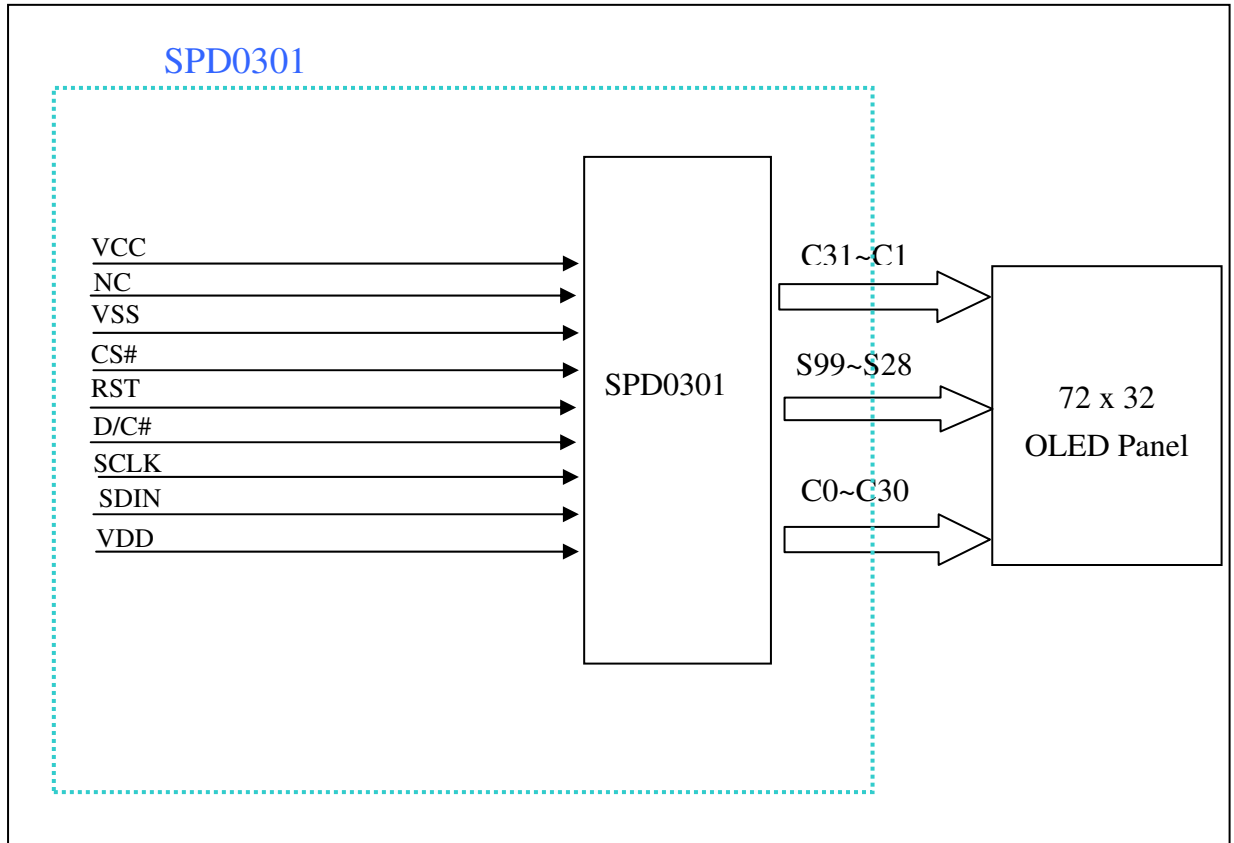 SPD0301
VCC
NC
VSS
CS#
RST
D/C#
SCLK
SDIN
VDD
SPD0301
C31~C1
S99~S28
C0~C30
72 x 32
OLED Panel